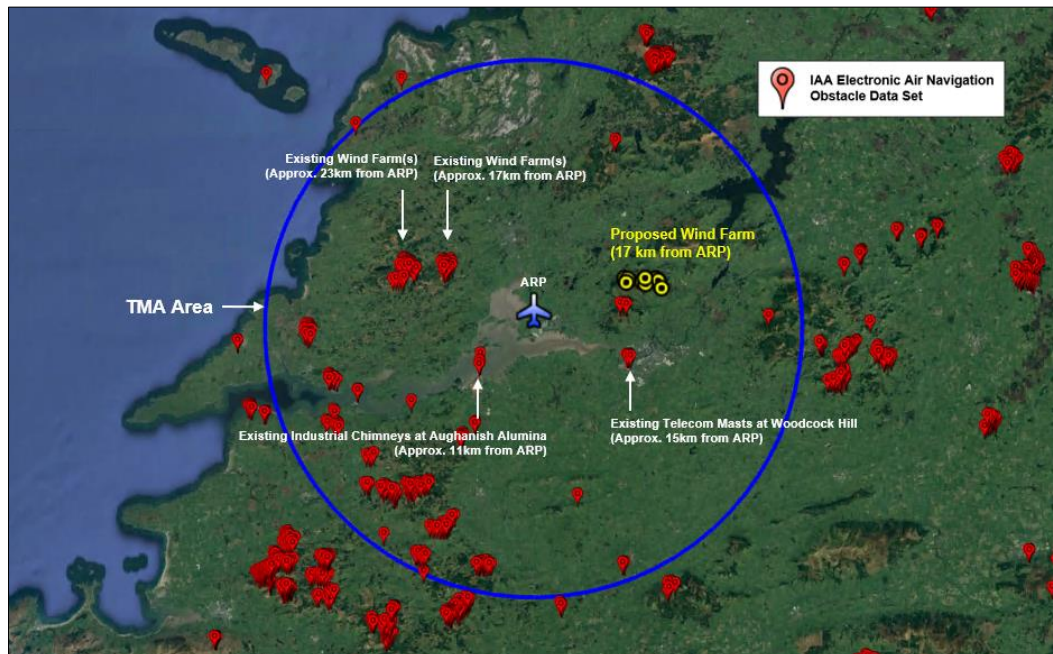 IAA Electronic Air Navigation
Obstacle Data Set
Existing Wind Farm(s)
(Approx. 23km from ARP)
Existing Wind Farm(s)
(Approx. 17km from ARP)
Proposed Wind Farm
(17 km from ARP)
ARP
TMA Area
Existing Industrial Chimneys at Aughanish Alumina
(Approx. 11km from ARP)
Existing Telecom Masts at Woodcock Hill
(Approx. 15km from ARP)